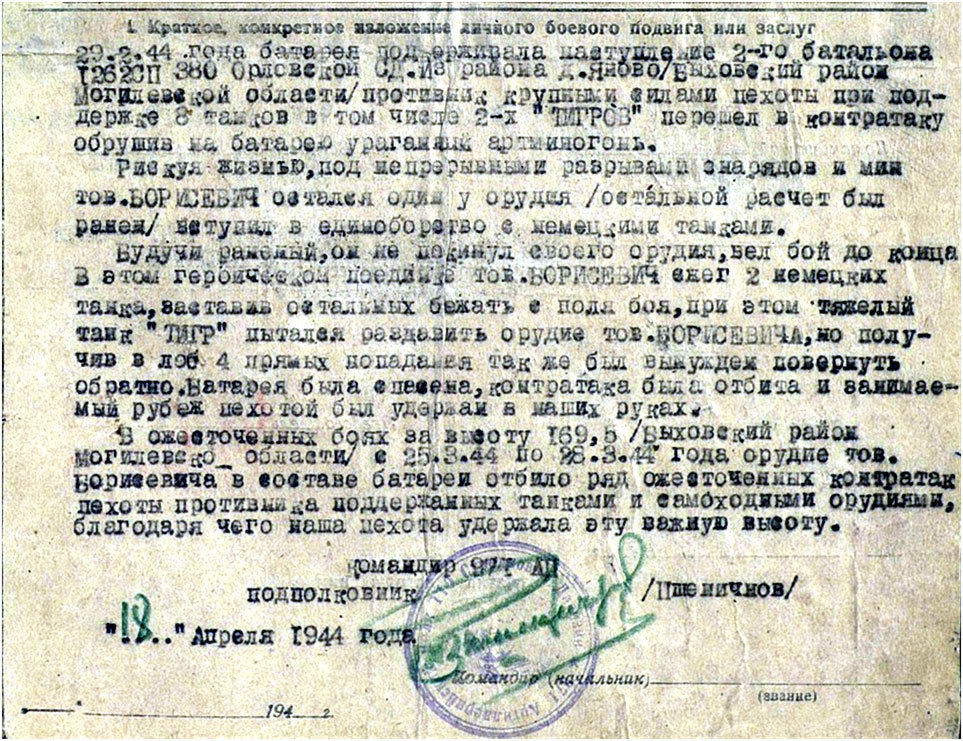 1. Краткое, конкретное изложение личного боевого подвига или заслуг
29.2.44 года батарея поддерживала наступление 2-го батальона
1262СП 380 Орловской СД.Из района д.Яново/Быховский район
Могилевской области/противник крупными силами пехоты при под-
держке 8 танков в том числе 2-х "ТИГРОВ" перешел в контратаку
обрушив на батарею ураганный артминогонь.
Рискуя жизнью,под непрерывными разрывами снарядов и мин
тов.БОРИСЕВИЧ остался один у орудия /остальной расчет был
ранен/ вступил в единоборство с немецкими танками.
Будучи раненый,он не покинул своего орудия,вел бой до конца
В этом героическом поединке тов.БОРИСЕВИЧ сжег 2 немецких
танка,заставив остальных бежать с поля боя,при этом тяжелый
танк "ТИГР" пытался раздавить орудие тов.БОРИСЕВИЧА,но полу-
чив в лоб 4 прямых попадания так же был вынужден повернуть
обратно.Батарея была спасена,контратака была отбита и занимае-
мый рубеж пехотой был удержан в наших руках.
В ожесточенных боях за высоту 169,5 /Быховский район
Могилевско_ области/ с 25.3.44 по 28.3.44 года орудие тов.
Борисевича в составе батареи отбило ряд ожесточенных контратак
пехоты противника поддержанных танками и самоходными орудиями,
благодаря чего наша пехота удержала эту важную высоту.
командир АП
подполковник /Пшеничнов/
"18.." Апреля 1944 года
Командир (начальник)
(звание)
194 г.